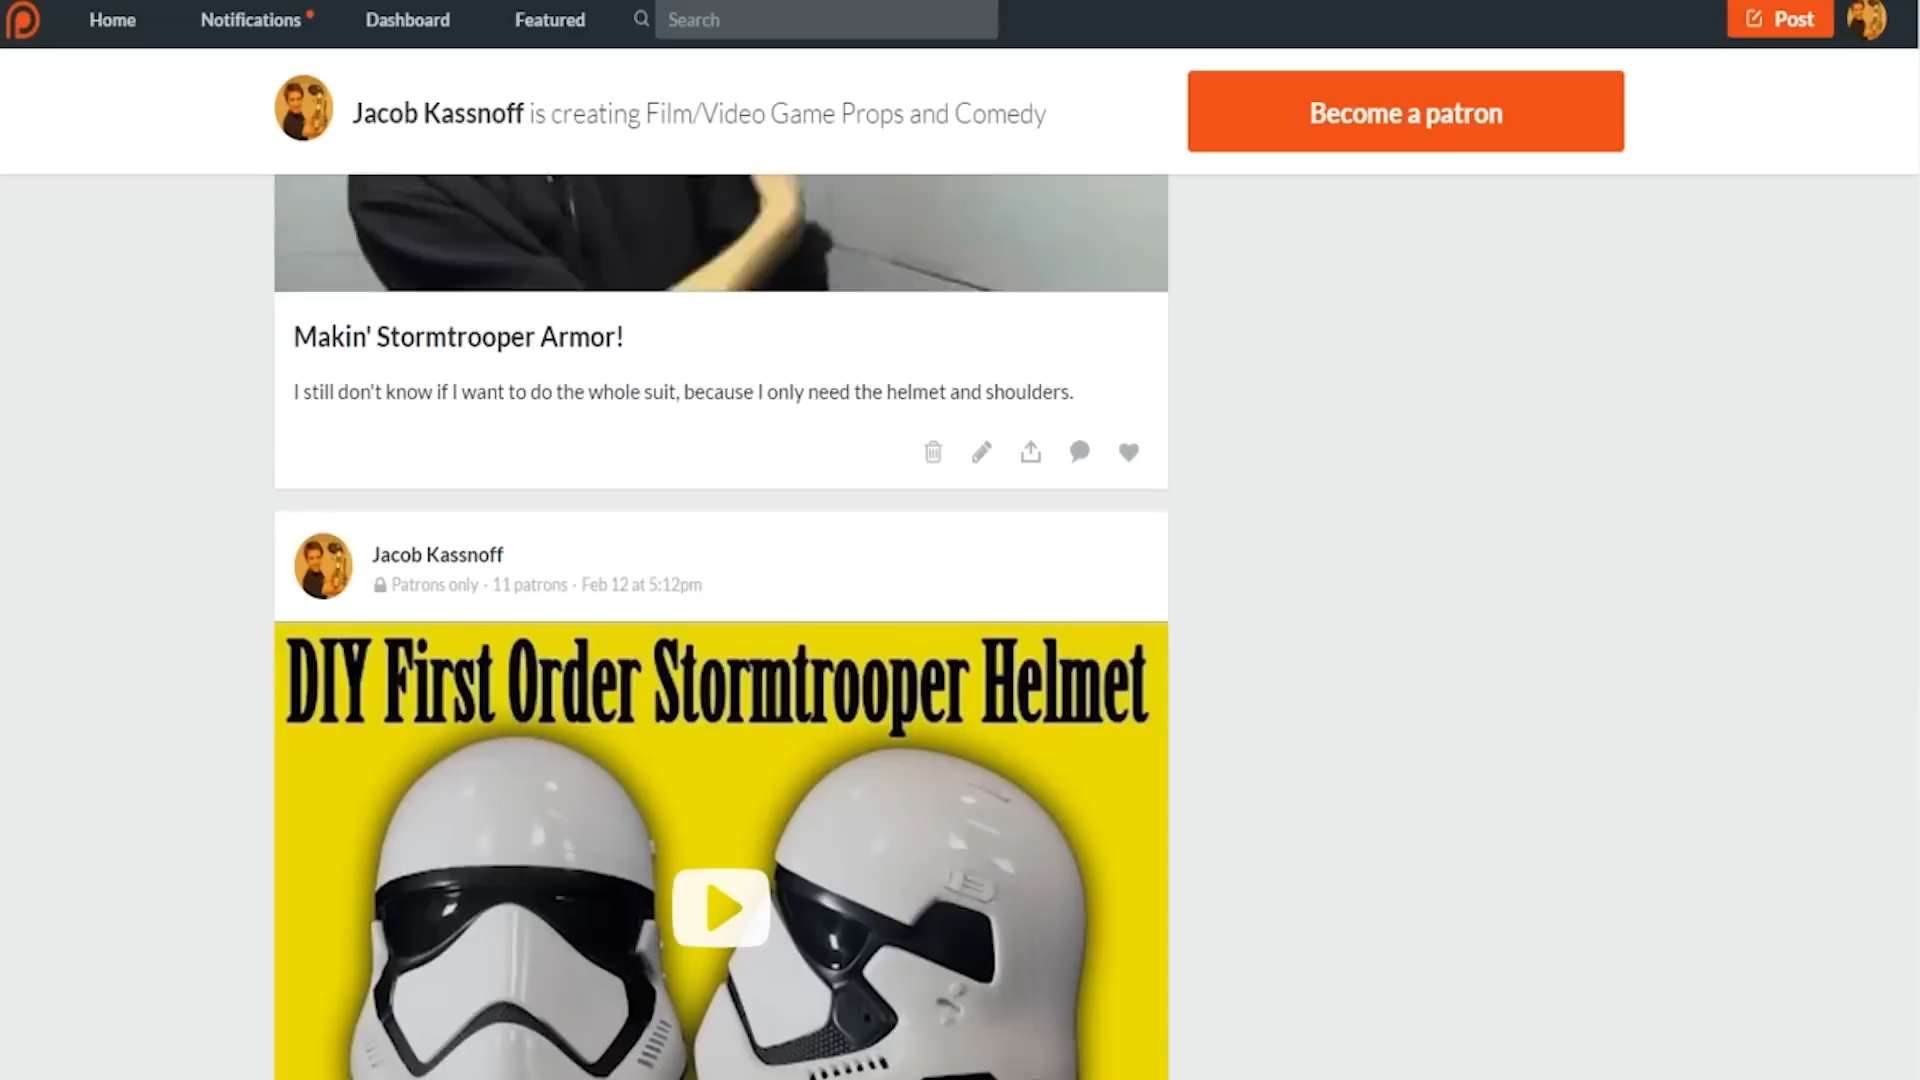 Home Notifications Dashboard Featured Search Post
Jacob Kassnoff is creating Film/Video Game Props and Comedy
Become a patron
Makin' Stormtrooper Armor!
I still don't know if I want to do the whole suit, because I only need the helmet and shoulders.
Jacob Kassnoff
Patrons only · 11 patrons · Feb 12 at 5:12pm
DIY First Order Stormtrooper Helmet